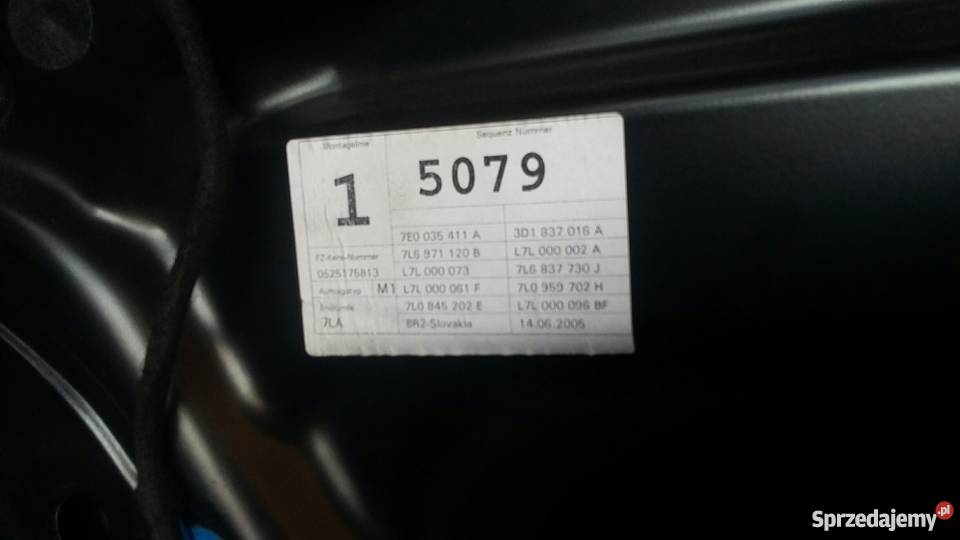 Montagelinie
Sequenz Nummer
1
5079
7E0 035 411 A
3D1 837 016 A
FZ-Kenn-Nummer
7L6 971 120 B
L7L 000 002 A
0525175813
L7L 000 073
7L6 837 730 J
Auftragstyp M1
L7L 000 061 F
7L0 959 702 H
7L0 845 202 E
L7L 000 096 BF
7LA
BR2-Slovakia
14.06.2005
Sprzedajemy.pl